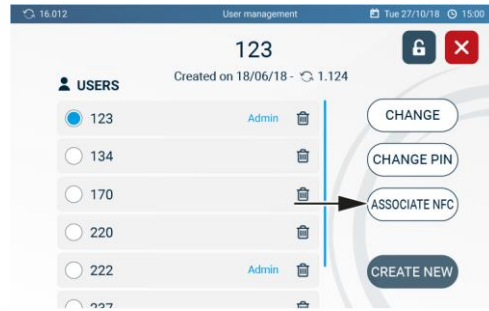 16.012 User management Tue 27/10/18 15:00
123
Created on 18/06/18 - 1.124
USERS
123 Admin
134
170
220
222 Admin
237
CHANGE
CHANGE PIN
ASSOCIATE NFC
CREATE NEW